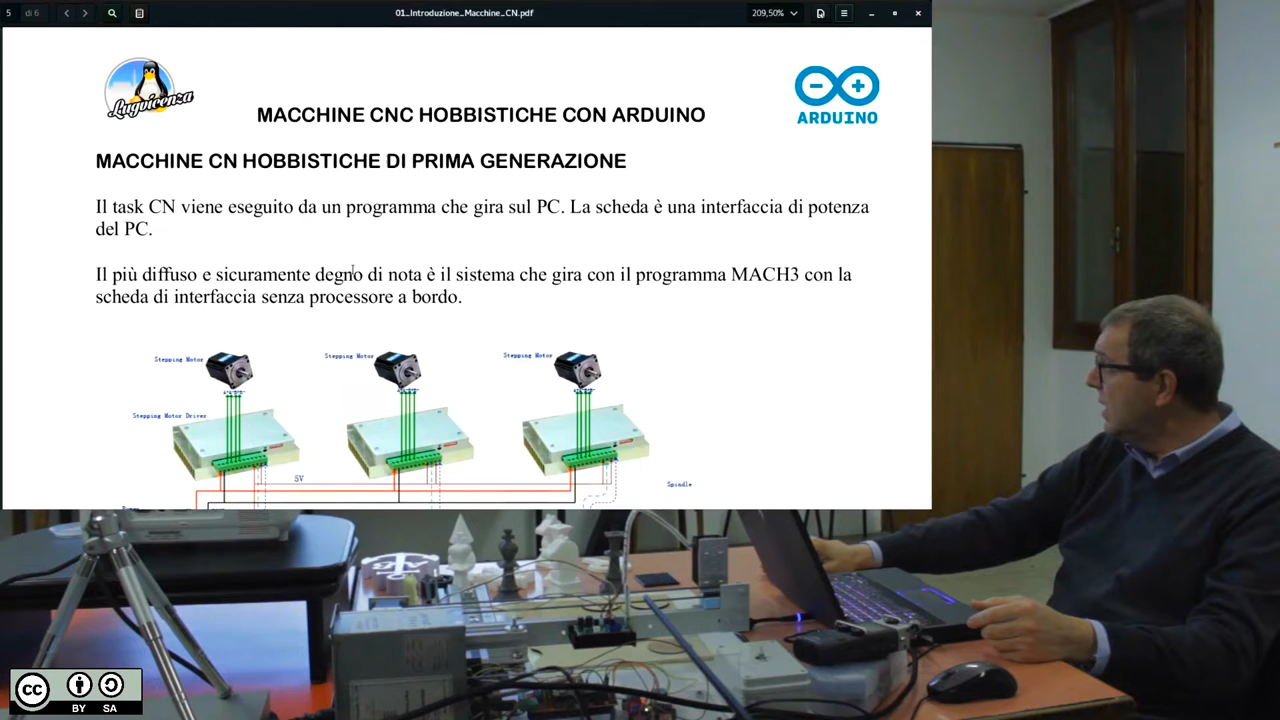 5
di 6
01_Introduzione_Macchine_CN.pdf
209,50%
Lugvicenza
ARDUINO
MACCHINE CNC HOBBISTICHE CON ARDUINO
MACCHINE CN HOBBISTICHE DI PRIMA GENERAZIONE
Il task CN viene eseguito da un programma che gira sul PC. La scheda è una interfaccia di potenza
del PC.
Il più diffuso e sicuramente degno di nota è il sistema che gira con il programma MACH3 con la
scheda di interfaccia senza processore a bordo.
Stepping Motor
Stepping Motor
Stepping Motor
Stepping Motor Driver
5V
Spindle
cc
BY SA